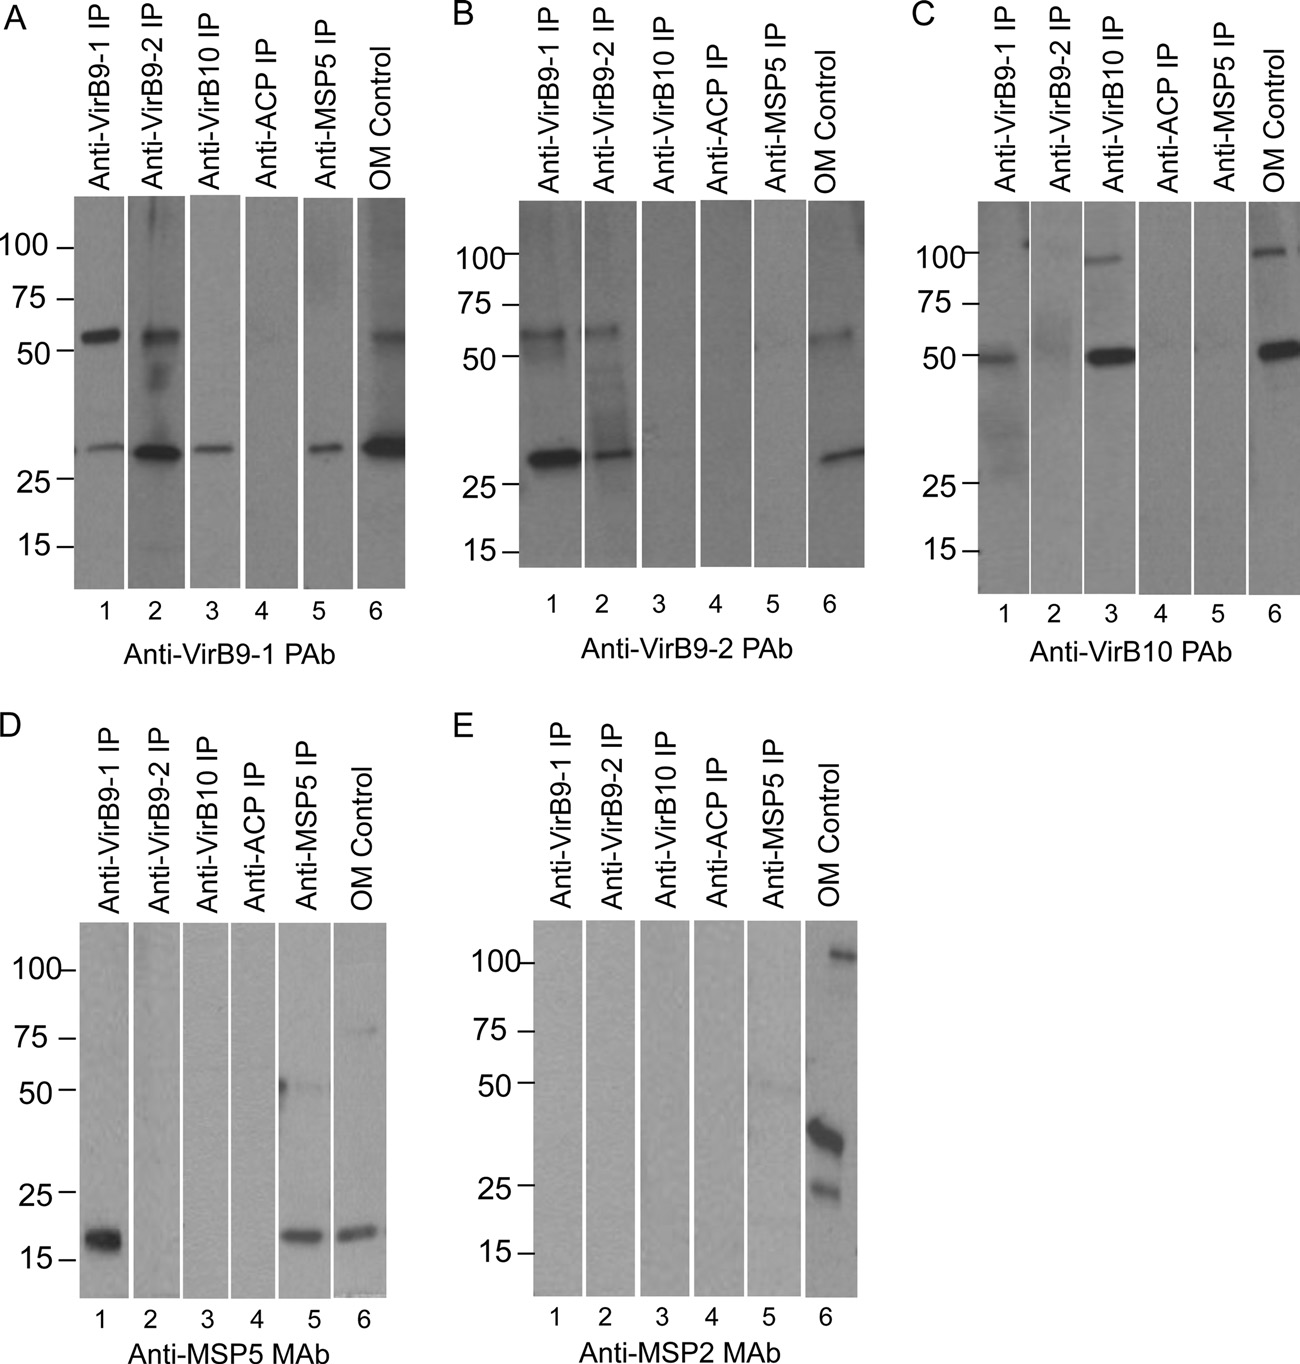 A
Anti-VirB9-1 IP
Anti-VirB9-2 IP
Anti-VirB10 IP
Anti-ACP IP
Anti-MSP5 IP
OM Control
100
75
50
25
15
1 2 3 4 5 6
Anti-VirB9-1 PAb
B
Anti-VirB9-1 IP
Anti-VirB9-2 IP
Anti-VirB10 IP
Anti-ACP IP
Anti-MSP5 IP
OM Control
100
75
50
25
15
1 2 3 4 5 6
Anti-VirB9-2 PAb
C
Anti-VirB9-1 IP
Anti-VirB9-2 IP
Anti-VirB10 IP
Anti-ACP IP
Anti-MSP5 IP
OM Control
100
75
50
25
15
1 2 3 4 5 6
Anti-VirB10 PAb
D
Anti-VirB9-1 IP
Anti-VirB9-2 IP
Anti-VirB10 IP
Anti-ACP IP
Anti-MSP5 IP
OM Control
100
75
50
25
15
1 2 3 4 5 6
Anti-MSP5 MAb
E
Anti-VirB9-1 IP
Anti-VirB9-2 IP
Anti-VirB10 IP
Anti-ACP IP
Anti-MSP5 IP
OM Control
100
75
50
25
15
1 2 3 4 5 6
Anti-MSP2 MAb